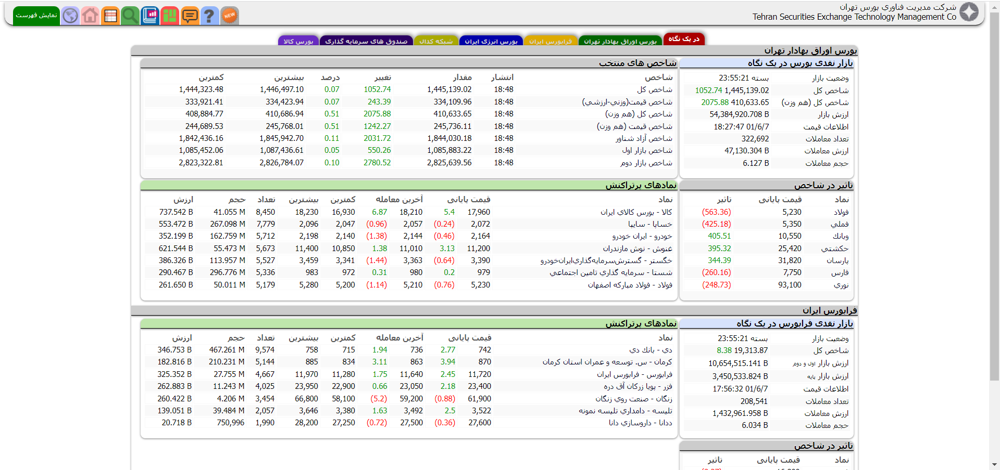 شرکت مدیریت فناوري بورس تهران
Tehran Securities Exchange Technology Management Co
نمایش فهرست
NEW
?
در یک نگاه
بورس اوراق بهادار تهران
فرابورس ایران
بورس انرژی ایران
شبکه کدال
صندوق های سرمایه گذاری
بورس کالا
بورس اوراق بهادار تهران
بازار نقدی بورس در یک نگاه
وضعیت بازار بسته 23:55:21
شاخص کل 1,445,139.02 1052.74
شاخص کل (هم وزن) 410,633.65 2075.88
ارزش بازار 54,384,920.708 B
اطلاعات قیمت 18:27:47 01/6/7
تعداد معاملات 322,692
ارزش معاملات 47,130.304 B
حجم معاملات 6.127 B
شاخص های منتخب
شاخص انتشار مقدار تغییر درصد بیشترین کمترین
شاخص کل 18:48 1,445,139.02 1052.74 0.07 1,446,497.10 1,444,323.48
شاخص قیمت(وزني-ارزشي) 18:48 334,109.96 243.39 0.07 334,423.94 333,921.41
شاخص کل (هم وزن) 18:48 410,633.65 2075.88 0.51 410,686.94 408,884.77
شاخص قیمت (هم وزن) 18:48 245,736.11 1242.27 0.51 245,768.01 244,689.53
شاخص آزاد شناور 18:48 1,844,030.18 2031.72 0.11 1,845,942.70 1,842,436.16
شاخص بازار اول 18:48 1,085,883.22 550.26 0.05 1,087,436.61 1,085,452.06
شاخص بازار دوم 18:48 2,825,639.56 2780.52 0.10 2,826,784.07 2,823,322.81
تاثیر در شاخص
نماد قیمت پایانی تاثیر
فولاد 5,230 (563.36)
فملي 5,350 (425.18)
وبانك 10,550 405.51
حکشتي 25,420 395.32
پارسان 31,820 344.39
فارس 7,750 (260.16)
نوري 93,100 (248.73)
نمادهای پرتراکنش
نماد قیمت پایانی آخرین معامله کمترین بیشترین تعداد حجم ارزش
کالا - بورس کالاي ایران 17,960 5.4 18,210 6.87 16,930 18,230 8,450 41.055 M 737.542 B
خساپا - سایپا 2,072 (0.24) 2,057 (0.96) 2,047 2,096 7,779 267.098 M 553.472 B
خودرو - ایران خودرو 2,164 (0.46) 2,144 (1.38) 2,140 2,198 5,712 162.759 M 352.199 B
غنوش - نوش مازندران 11,200 3.13 11,010 1.38 10,850 11,400 5,673 55.473 M 621.544 B
خگستر - گسترش‌سرمایه‌گذاري‌ایران‌خودرو 3,390 (0.64) 3,363 (1.44) 3,341 3,459 5,527 113.957 M 386.326 B
شستا - سرمایه گذاري تامین اجتماعي 979 0.2 980 0.31 972 983 5,336 296.776 M 290.467 B
فولاد - فولاد مبارکه اصفهان 5,230 (0.76) 5,210 (1.14) 5,200 5,280 5,179 50.011 M 261.650 B
فرابورس ایران
بازار نقدی فرابورس در یک نگاه
وضعیت بازار بسته 23:55:21
شاخص کل 19,313.87 8.38
ارزش بازار اول و دوم 10,654,515.141 B
ارزش بازار پایه 3,450,533.824 B
اطلاعات قیمت 17:56:32 01/6/7
تعداد معاملات 208,541
ارزش معاملات 1,432,961.958 B
حجم معاملات 6.034 B
نمادهای پرتراکنش
نماد قیمت پایانی آخرین معامله کمترین بیشترین تعداد حجم ارزش
دي - بانك دي 742 2.77 736 1.94 715 758 9,574 467.261 M 346.753 B
کرمان - س. توسعه و عمران استان کرمان 870 3.94 863 3.11 834 885 5,144 210.231 M 182.816 B
فرابورس - فرابورس ایران 11,720 2.45 11,640 1.75 11,280 11,970 4,667 27.755 M 325.352 B
فزر - پویا زرکان آق دره 23,400 2.18 23,050 0.66 22,900 23,950 4,025 11.243 M 262.883 B
زنگان - صنعت روي زنگان 61,900 (0.88) 59,200 (5.2) 58,100 66,800 3,454 4.206 M 260.422 B
تلیسه - دامداري تلیسه نمونه 3,522 2.5 3,492 1.63 3,380 3,646 2,057 39.484 M 139.051 B
ددانا - داروسازي دانا 27,600 (0.36) 27,500 (0.72) 27,250 28,200 1,990 750,996 20.718 B
تاثیر در شاخص
نماد قیمت پایانی تاثیر